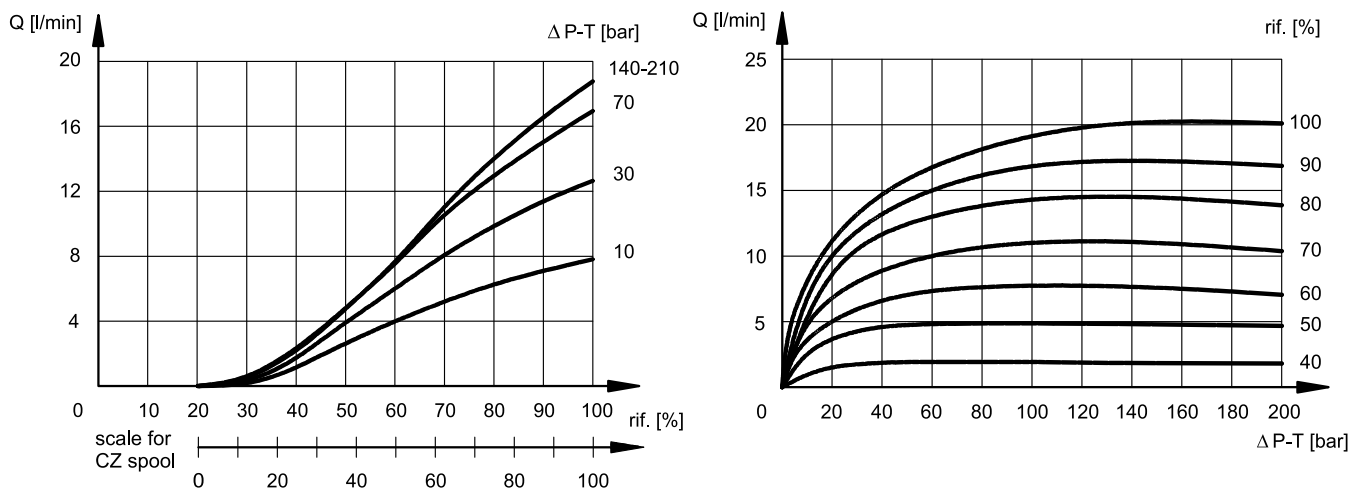 Q [l/min]
Δ P-T [bar]
20
16
12
8
4
140-210
70
30
10
0 10 20 30 40 50 60 70 80 90 100
rif. [%]
scale for
CZ spool
0 20 40 60 80 100
Q [l/min]
rif. [%]
25
20
15
10
5
100
90
80
70
60
50
40
0 20 40 60 80 100 120 140 160 180 200
Δ P-T [bar]